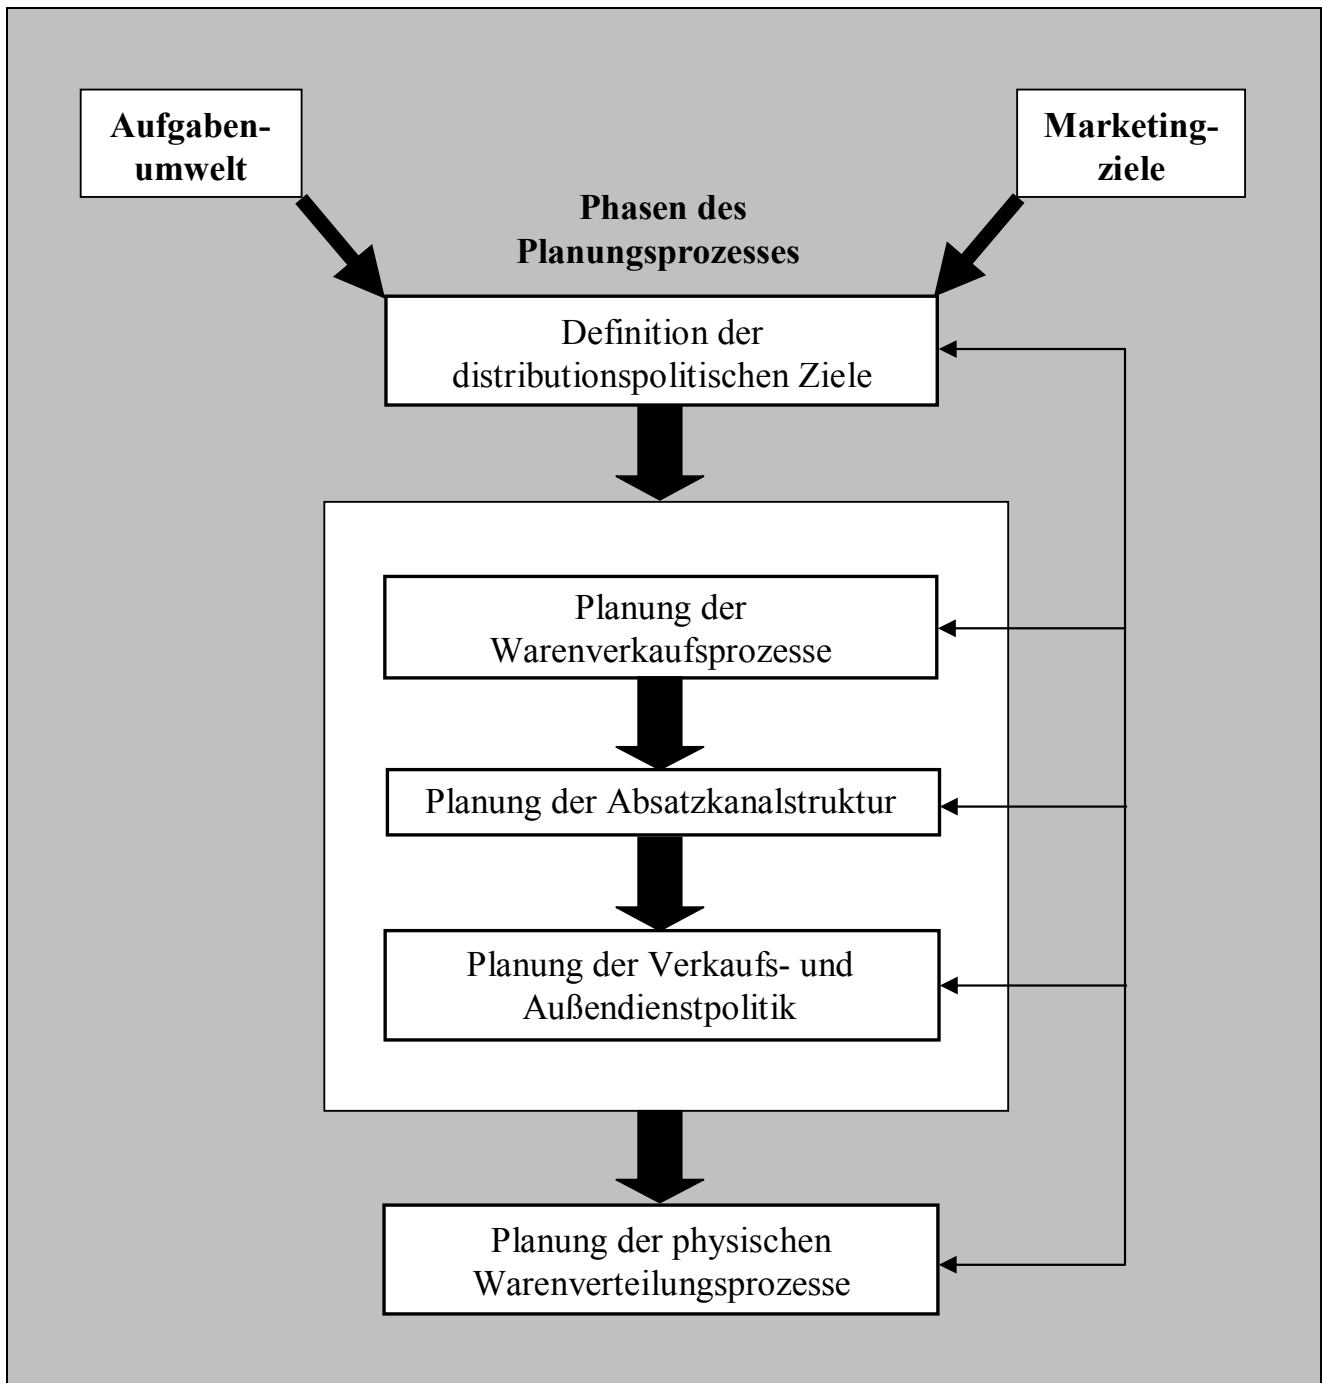 Aufgaben-
umwelt
Marketing-
ziele
Phasen des
Planungsprozesses
Definition der
distributionspolitischen Ziele
Planung der
Warenverkaufsprozesse
Planung der Absatzkanalstruktur
Planung der Verkaufs- und
Außendienstpolitik
Planung der physischen
Warenverteilungsprozesse